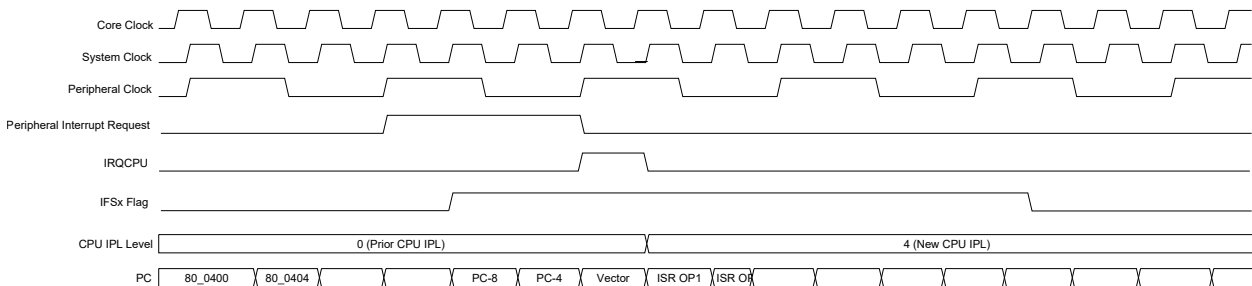 Core Clock
System Clock
Peripheral Clock
Peripheral Interrupt Request
IRQCPU
IFSx Flag
CPU IPL Level 0 (Prior CPU IPL) 4 (New CPU IPL)
PC 80_0400 80_0404 PC-8 PC-4 Vector ISR OP1 ISR